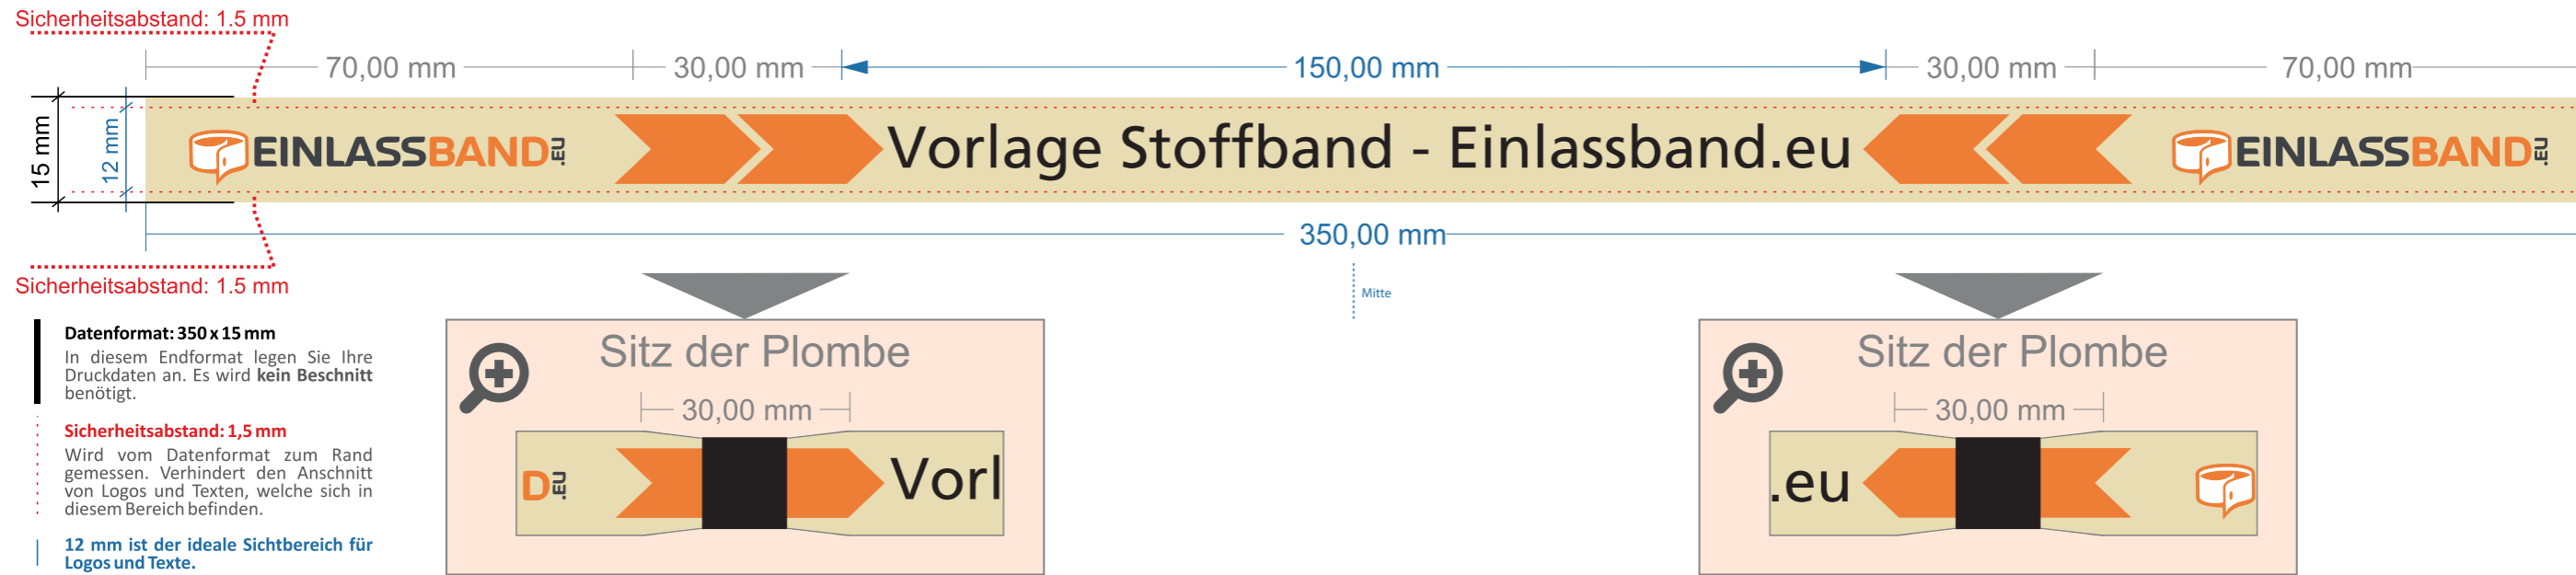 Sicherheitsabstand: 1.5 mm
70,00 mm
30,00 mm
150,00 mm
30,00 mm
70,00 mm
15 mm
12 mm
EINLASSBAND.EU
Vorlage Stoffband - Einlassband.eu
EINLASSBAND.EU
350,00 mm
Sicherheitsabstand: 1.5 mm
Mitte
Datenformat: 350 x 15 mm
In diesem Endformat legen Sie Ihre
Druckdaten an. Es wird kein Beschnitt
benötigt.
Sicherheitsabstand: 1,5 mm
Wird vom Datenformat zum Rand
gemessen. Verhindert den Anschnitt
von Logos und Texten, welche sich in
diesem Bereich befinden.
12 mm ist der ideale Sichtbereich für
Logos und Texte.
Sitz der Plombe
30,00 mm
D.EU
Vorl
Sitz der Plombe
30,00 mm
.eu